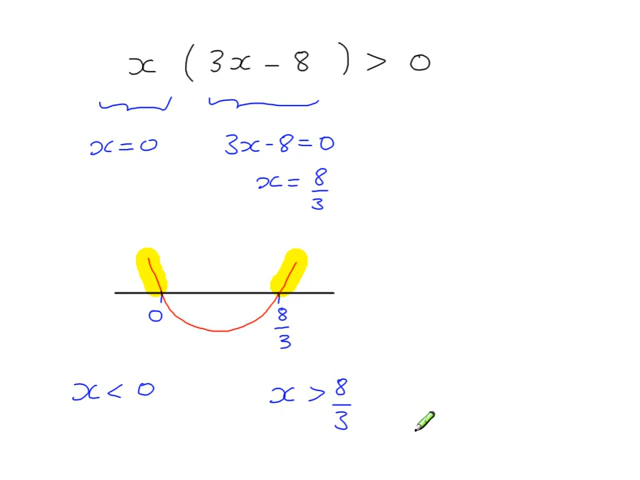 x ( 3x - 8 ) > 0
x = 0    3x - 8 = 0
x = 8/3
0    8/3
x < 0    x > 8/3